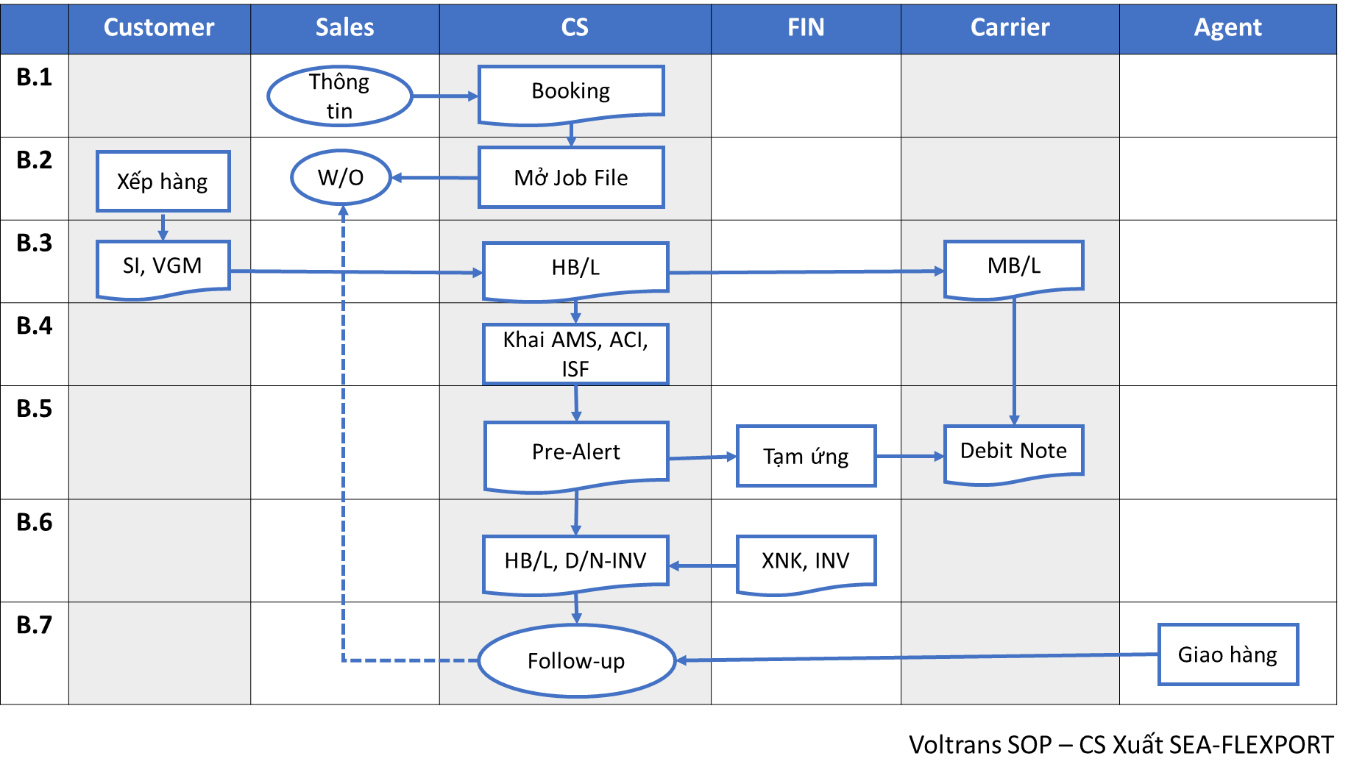 Customer Sales CS FIN Carrier Agent
B.1
Thông
tin
Booking
B.2
Xếp hàng
W/O
Mở Job File
B.3
SI, VGM
HB/L
MB/L
B.4
Khai AMS, ACI,
ISF
B.5
Pre-Alert
Tạm ứng
Debit Note
B.6
HB/L, D/N-INV
XNK, INV
B.7
Follow-up
Giao hàng
Voltrans SOP – CS Xuất SEA-FLEXPORT